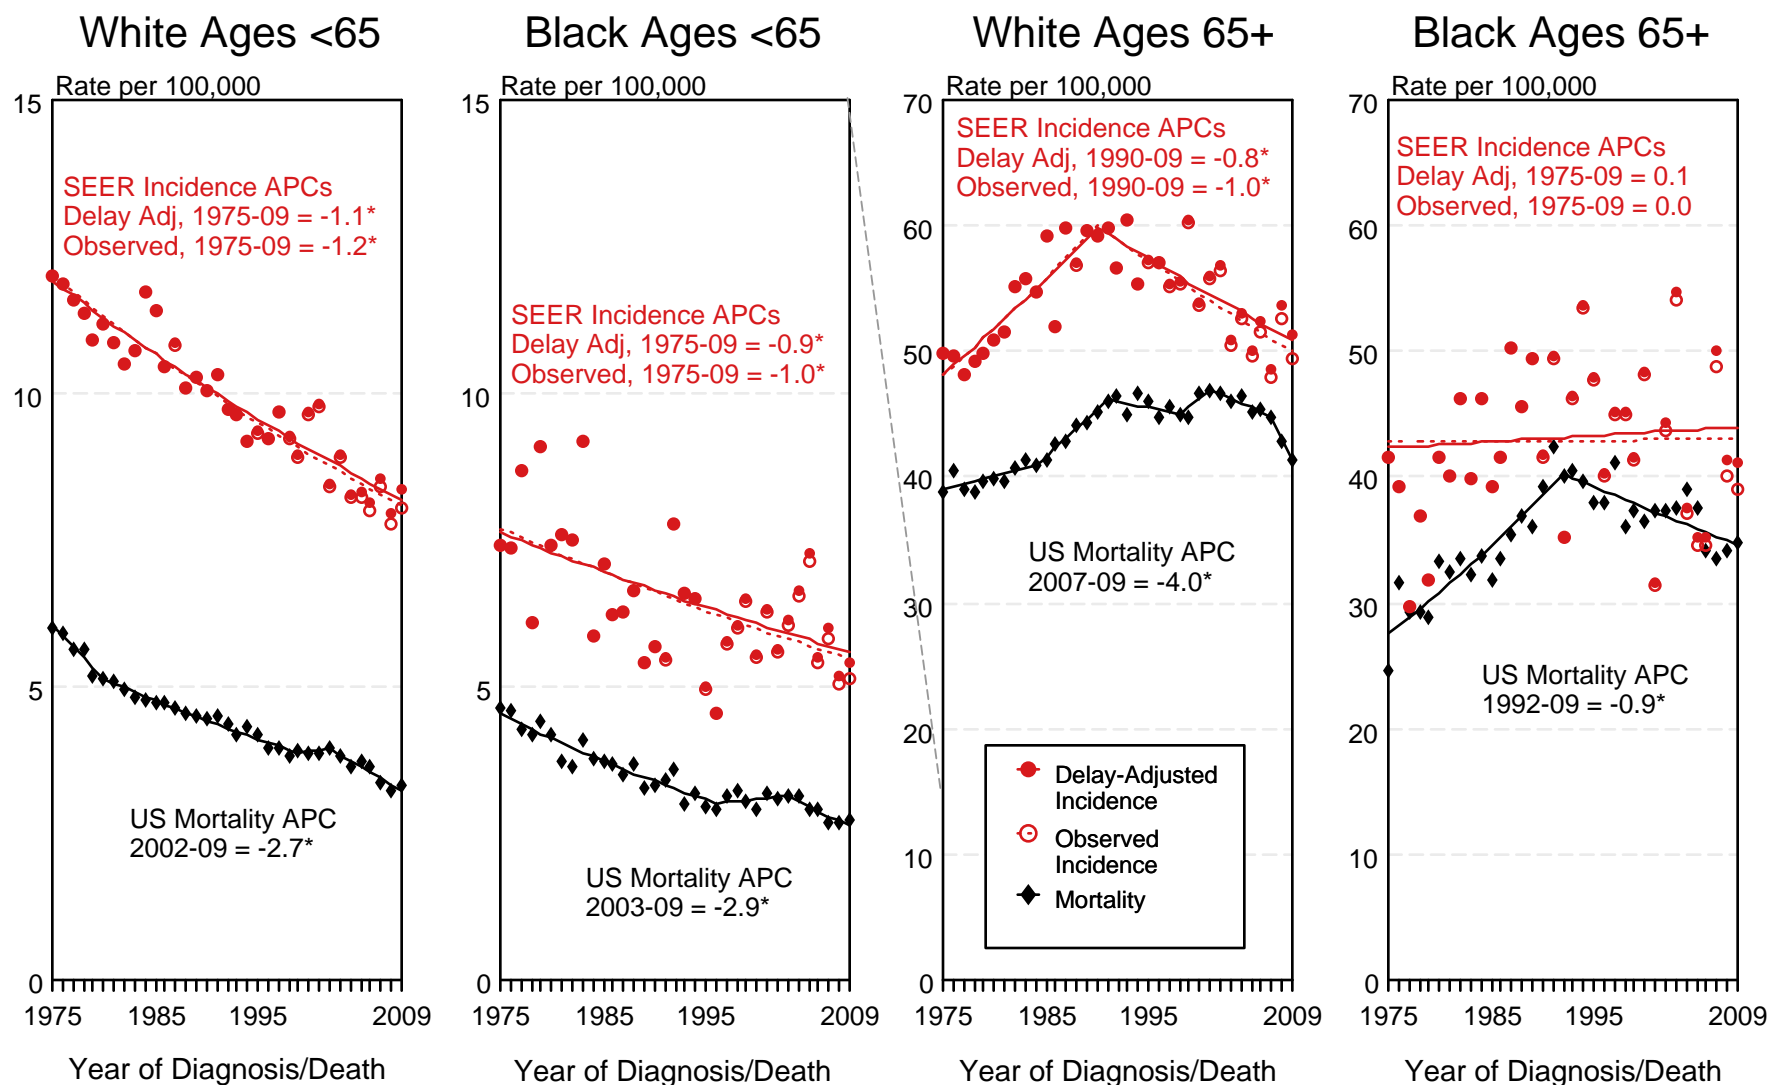 White Ages <65
Rate per 100,000
15
10
5
0
SEER Incidence APCs
Delay Adj, 1975-09 = -1.1*
Observed, 1975-09 = -1.2*
US Mortality APC
2002-09 = -2.7*
1975
1985
1995
2009
Year of Diagnosis/Death
Black Ages <65
Rate per 100,000
15
10
5
0
SEER Incidence APCs
Delay Adj, 1975-09 = -0.9*
Observed, 1975-09 = -1.0*
US Mortality APC
2003-09 = -2.9*
1975
1985
1995
2009
Year of Diagnosis/Death
White Ages 65+
Rate per 100,000
70
60
50
40
30
20
10
0
SEER Incidence APCs
Delay Adj, 1990-09 = -0.8*
Observed, 1990-09 = -1.0*
US Mortality APC
2007-09 = -4.0*
Delay-Adjusted
Incidence
Observed
Incidence
Mortality
1975
1985
1995
2009
Year of Diagnosis/Death
Black Ages 65+
Rate per 100,000
70
60
50
40
30
20
10
0
SEER Incidence APCs
Delay Adj, 1975-09 = 0.1
Observed, 1975-09 = 0.0
US Mortality APC
1992-09 = -0.9*
1975
1985
1995
2009
Year of Diagnosis/Death